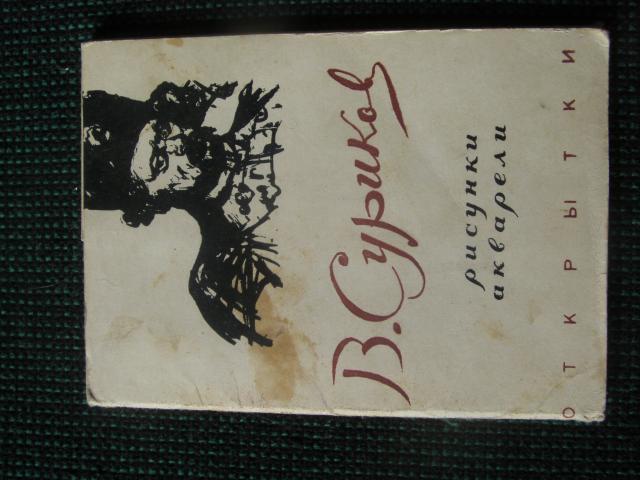 В. Суриков
рисунки
акварели
ОТКРЫТКИ